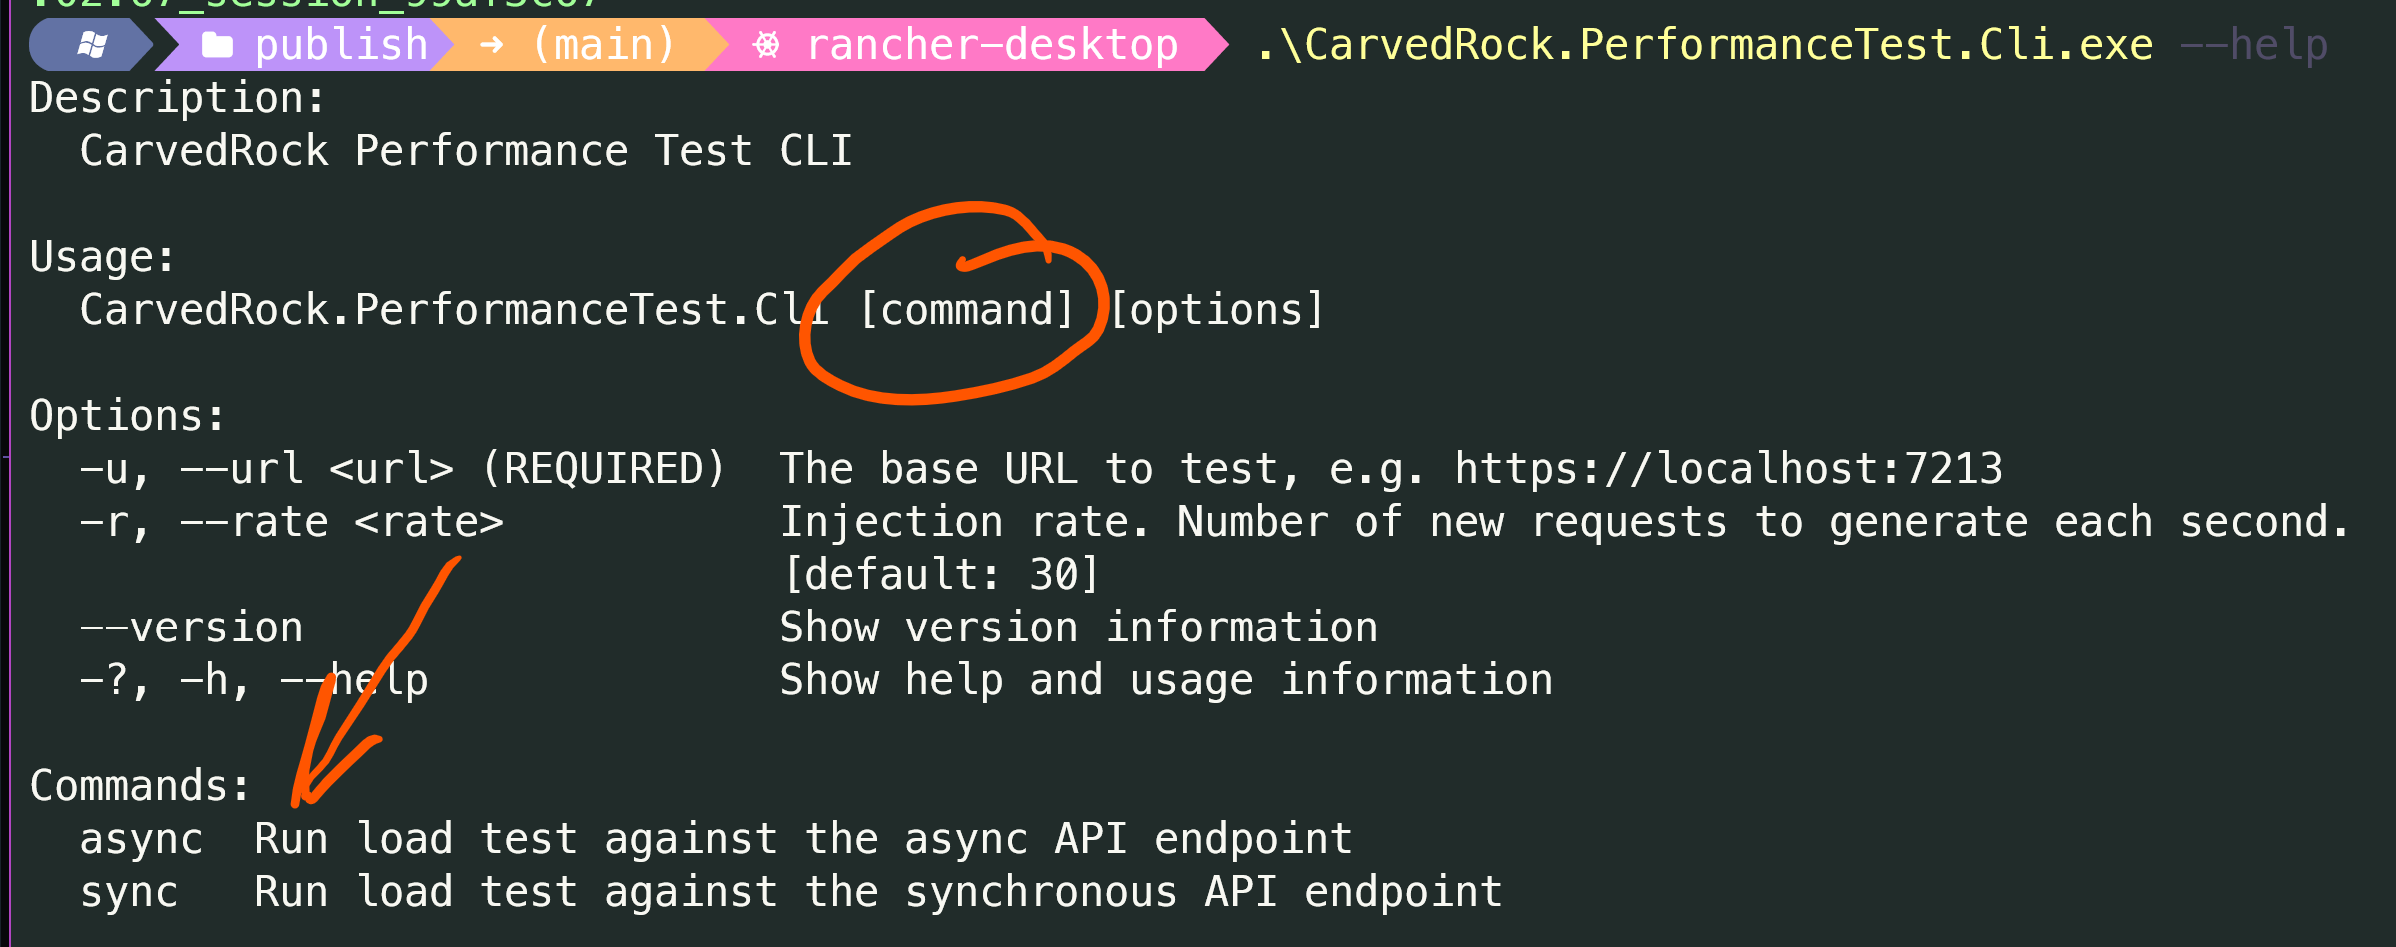 publish (main) rancher-desktop .\CarvedRock.PerformanceTest.Cli.exe --help
Description:
CarvedRock Performance Test CLI
Usage:
CarvedRock.PerformanceTest.Cli [command] [options]
Options:
-u, --url <url> (REQUIRED) The base URL to test, e.g. https://localhost:7213
-r, --rate <rate> Injection rate. Number of new requests to generate each second.
[default: 30]
--version Show version information
-?, -h, --help Show help and usage information
Commands:
async Run load test against the async API endpoint
sync Run load test against the synchronous API endpoint